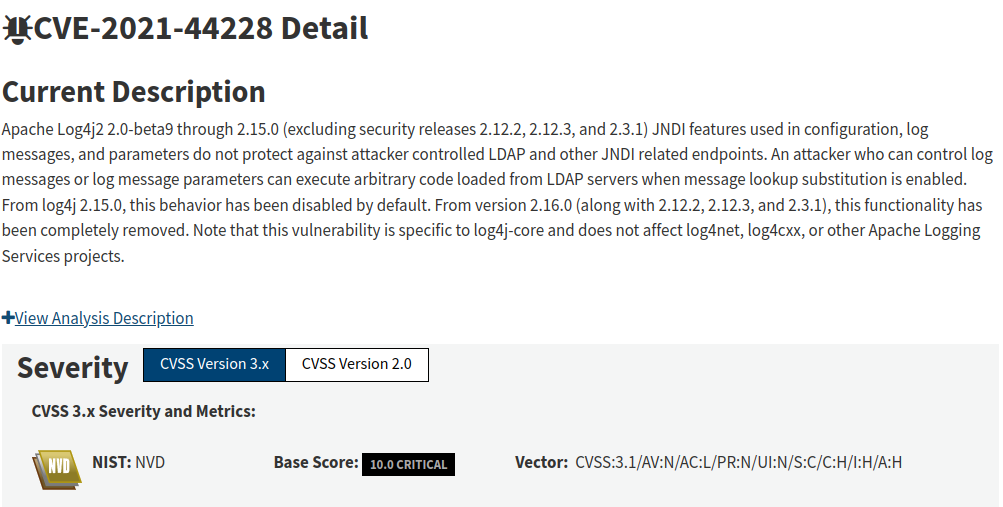 CVE-2021-44228 Detail
Current Description
Apache Log4j2 2.0-beta9 through 2.15.0 (excluding security releases 2.12.2, 2.12.3, and 2.3.1) JNDI features used in configuration, log
messages, and parameters do not protect against attacker controlled LDAP and other JNDI related endpoints. An attacker who can control log
messages or log message parameters can execute arbitrary code loaded from LDAP servers when message lookup substitution is enabled.
From log4j 2.15.0, this behavior has been disabled by default. From version 2.16.0 (along with 2.12.2, 2.12.3, and 2.3.1), this functionality has
been completely removed. Note that this vulnerability is specific to log4j-core and does not affect log4net, log4cxx, or other Apache Logging
Services projects.
View Analysis Description
Severity CVSS Version 3.x CVSS Version 2.0
CVSS 3.x Severity and Metrics:
NVD NIST: NVD Base Score: 10.0 CRITICAL Vector: CVSS:3.1/AV:N/AC:L/PR:N/UI:N/S:C/C:H/I:H/A:H